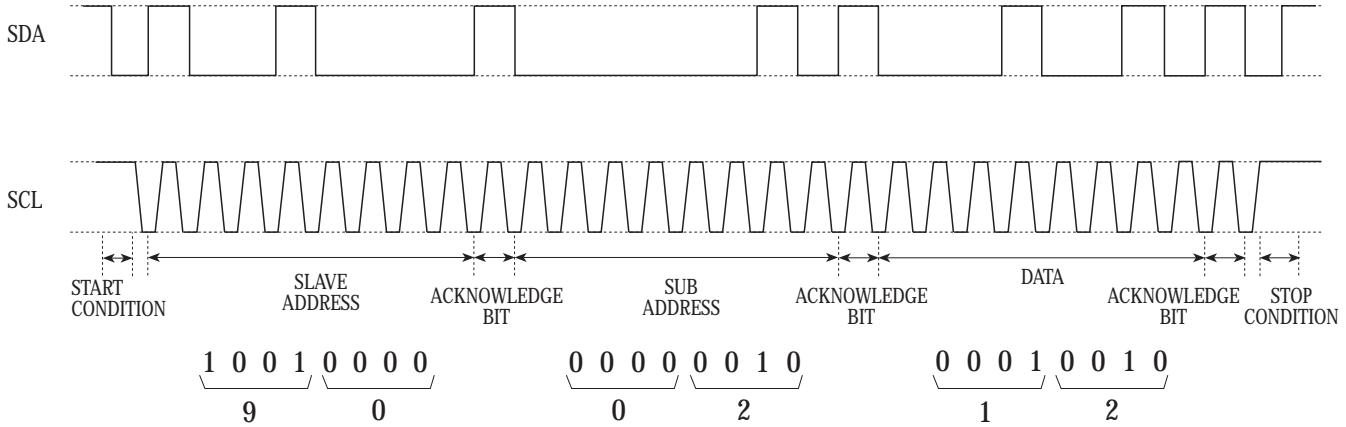 SDA
SCL
START
CONDITION
SLAVE
ADDRESS
ACKNOWLEDGE
BIT
SUB
ADDRESS
ACKNOWLEDGE
BIT
DATA
ACKNOWLEDGE
BIT
STOP
CONDITION
1 0 0 1 0 0 0 0
0 0 0 0 0 0 1 0
0 0 0 1 0 0 1 0
9 0
0 2
1 2